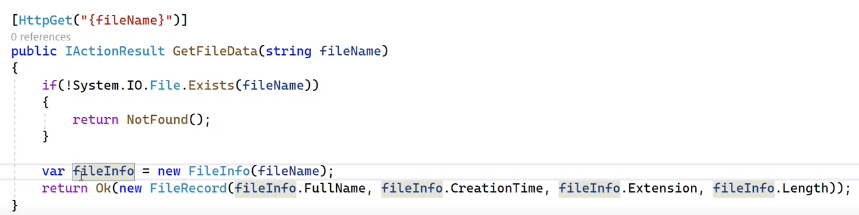 [HttpGet("{fileName}")]
0 references
public IActionResult GetFileData(string fileName)
{
if(!System.IO.File.Exists(fileName))
{
return NotFound();
}
var fileInfo = new FileInfo(fileName);
return Ok(new FileRecord(fileInfo.FullName, fileInfo.CreationTime, fileInfo.Extension, fileInfo.Length));
}